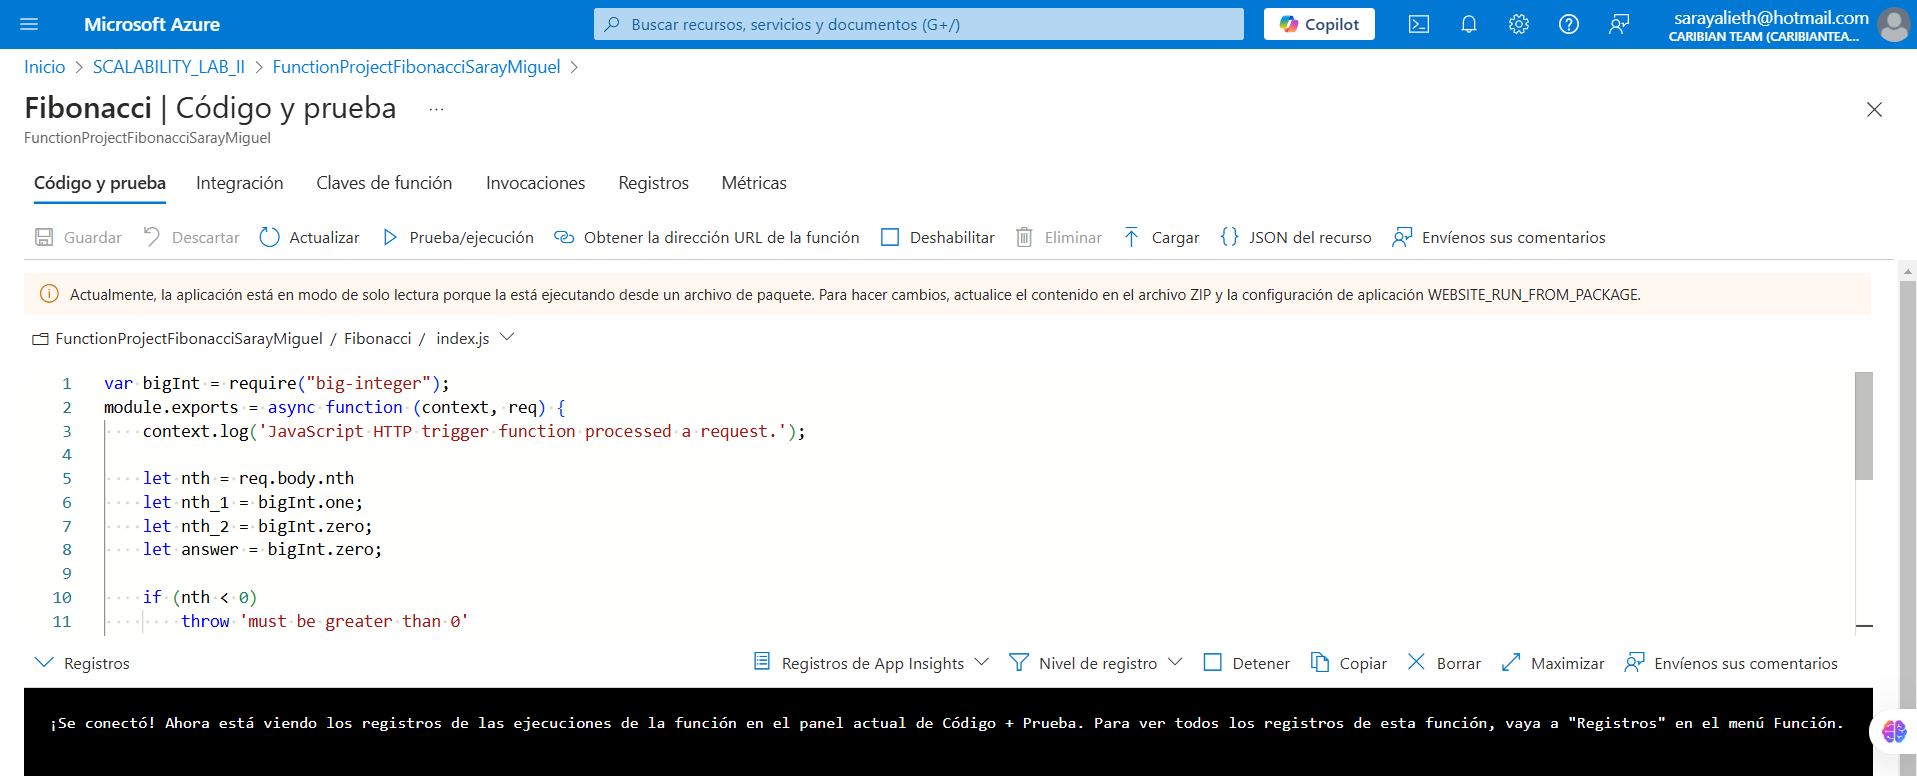 Microsoft Azure
Buscar recursos, servicios y documentos (G+/)
Copilot
sarayalieth@hotmail.com
CARIBIAN TEAM (CARIBIANTEA...
Inicio > SCALABILITY_LAB_II > FunctionProjectFibonacciSarayMiguel >
Fibonacci | Código y prueba ...
FunctionProjectFibonacciSarayMiguel
Código y prueba Integración Claves de función Invocaciones Registros Métricas
Guardar Descartar Actualizar Prueba/ejecución Obtener la dirección URL de la función Deshabilitar Eliminar Cargar JSON del recurso Envíenos sus comentarios
Actualmente, la aplicación está en modo de solo lectura porque la está ejecutando desde un archivo de paquete. Para hacer cambios, actualice el contenido en el archivo ZIP y la configuración de aplicación WEBSITE_RUN_FROM_PACKAGE.
FunctionProjectFibonacciSarayMiguel / Fibonacci / index.js
1 var bigInt = require("big-integer");
2 module.exports = async function (context, req) {
3 context.log('JavaScript HTTP trigger function processed a request.');
4
5 let nth = req.body.nth
6 let nth_1 = bigInt.one;
7 let nth_2 = bigInt.zero;
8 let answer = bigInt.zero;
9
10 if (nth < 0)
11 throw 'must be greater than 0'
Registros Registros de App Insights Nivel de registro Detener Copiar Borrar Maximizar Envíenos sus comentarios
¡Se conectó! Ahora está viendo los registros de las ejecuciones de la función en el panel actual de Código + Prueba. Para ver todos los registros de esta función, vaya a "Registros" en el menú Función.